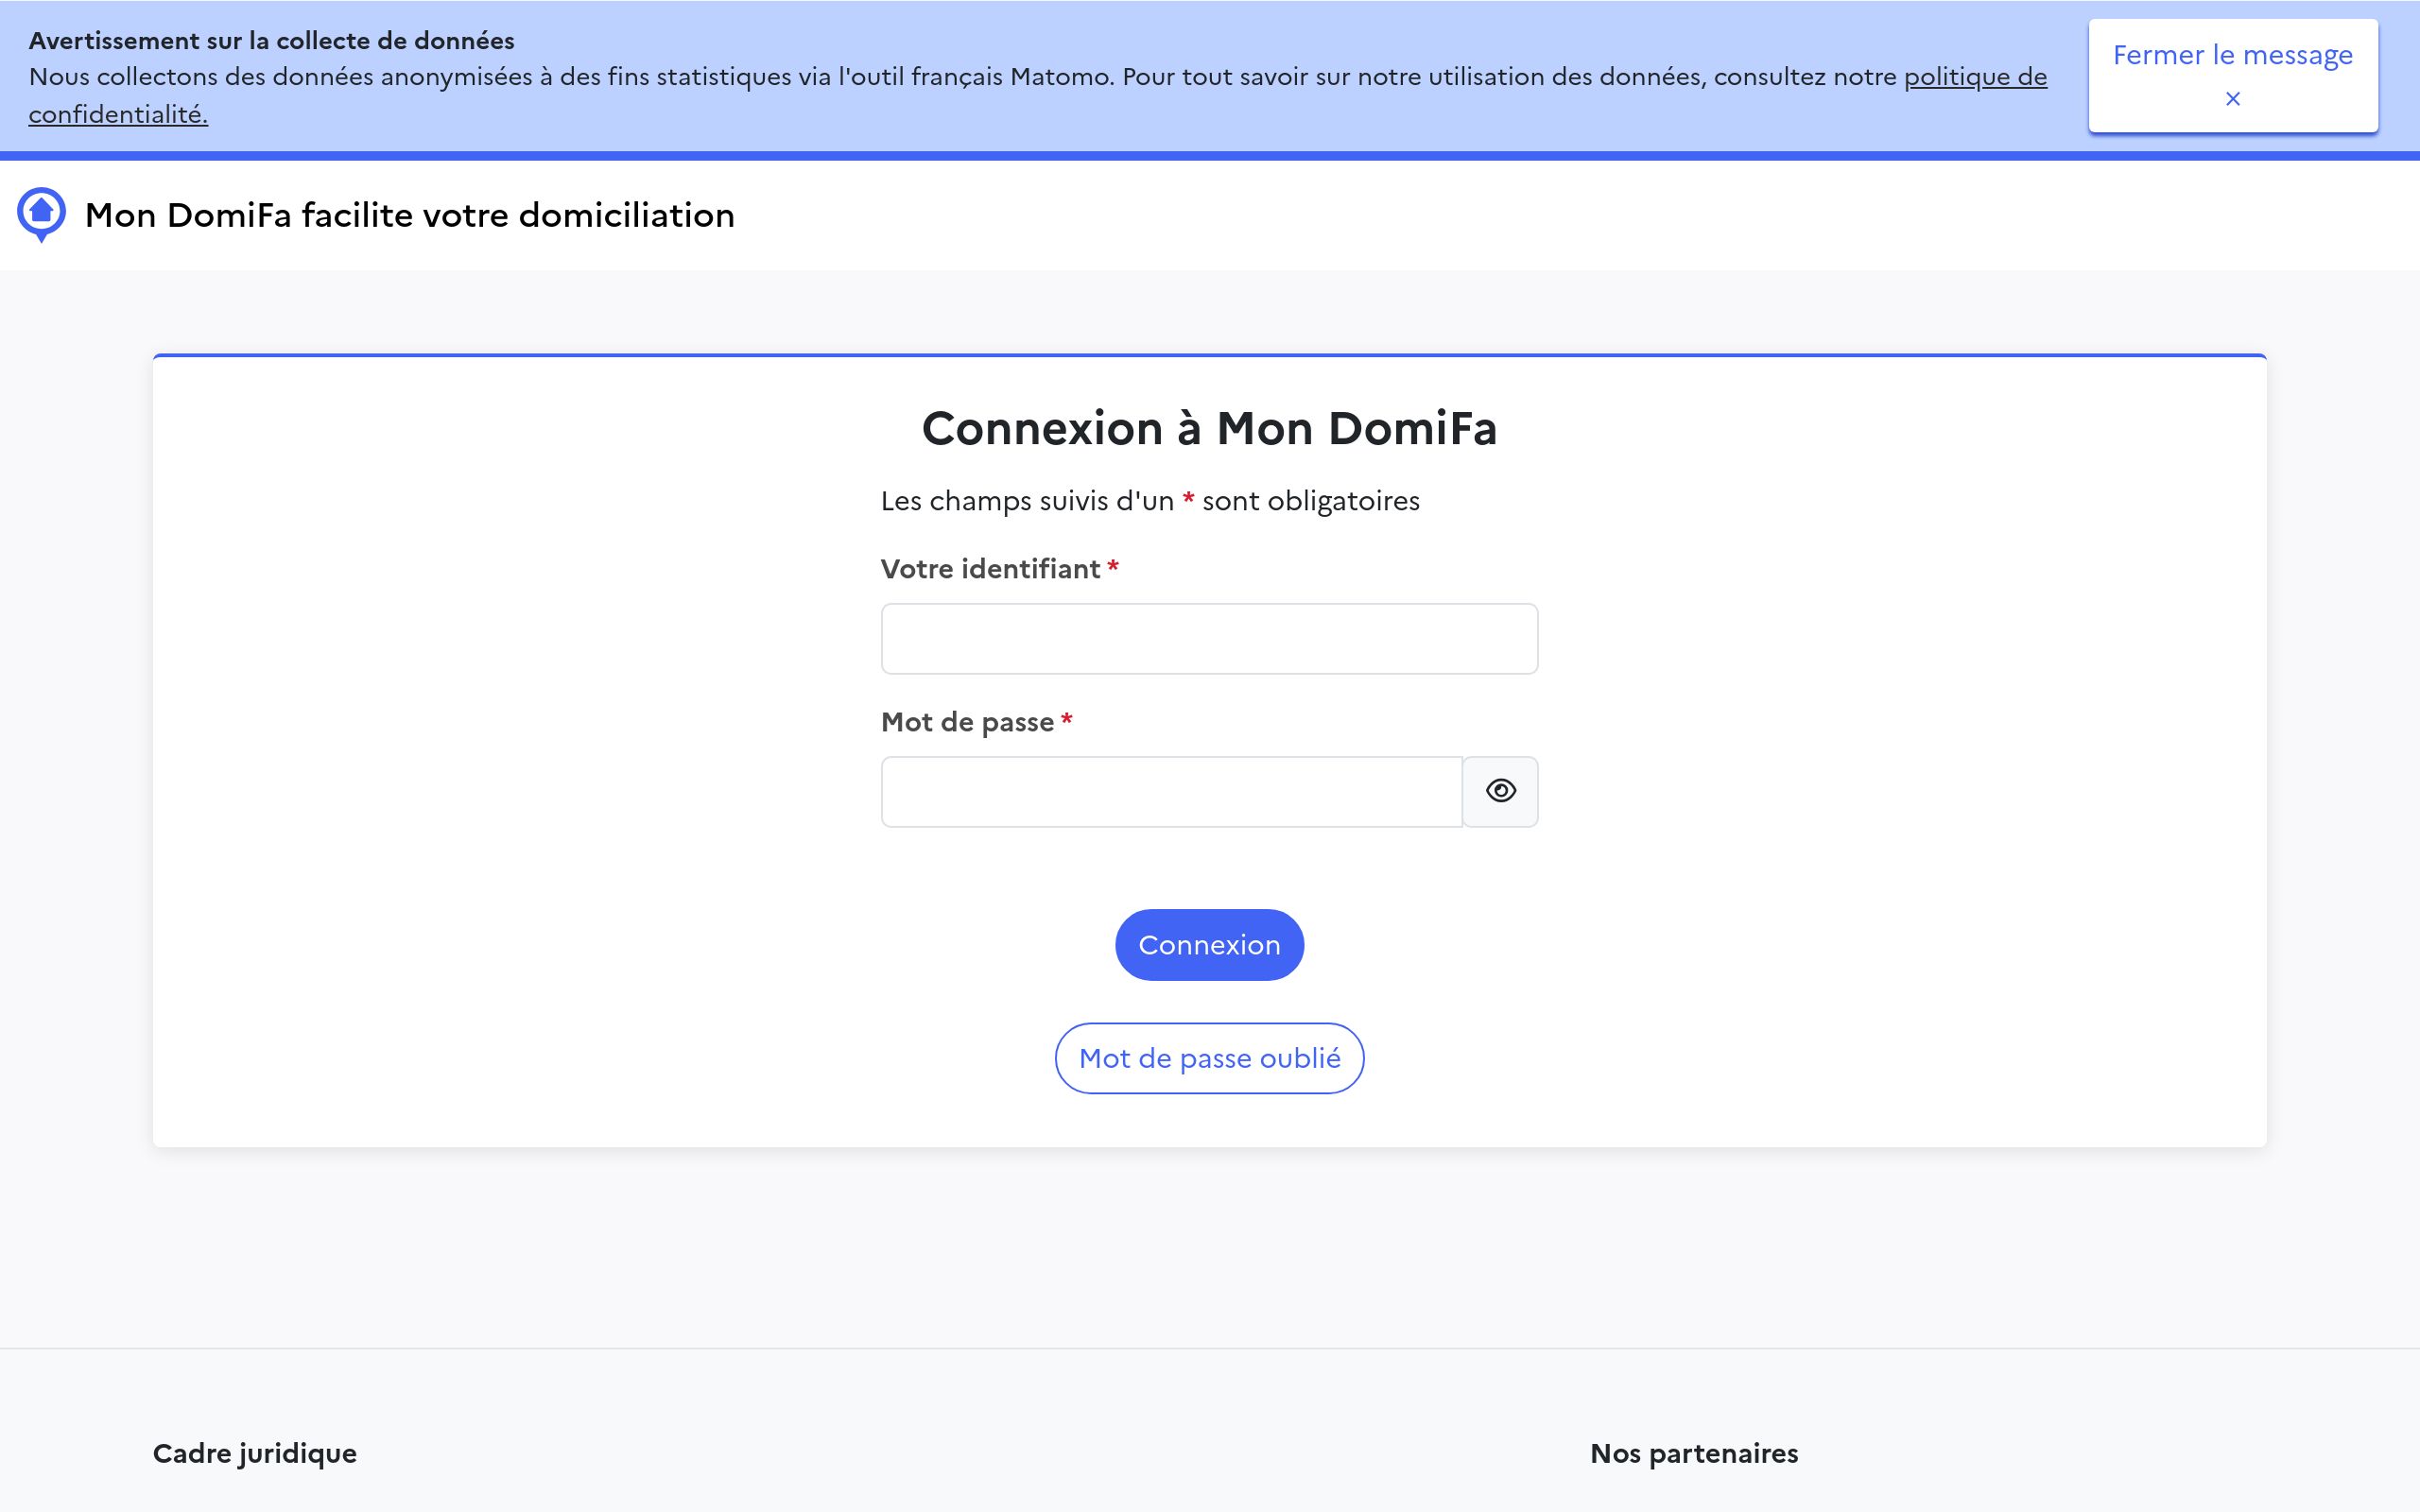 Avertissement sur la collecte de données
Nous collectons des données anonymisées à des fins statistiques via l'outil français Matomo. Pour tout savoir sur notre utilisation des données, consultez notre politique de
confidentialité.
Fermer le message
×
Mon DomiFa facilite votre domiciliation
Connexion à Mon DomiFa
Les champs suivis d'un * sont obligatoires
Votre identifiant *
Mot de passe *
Connexion
Mot de passe oublié
Cadre juridique
Nos partenaires